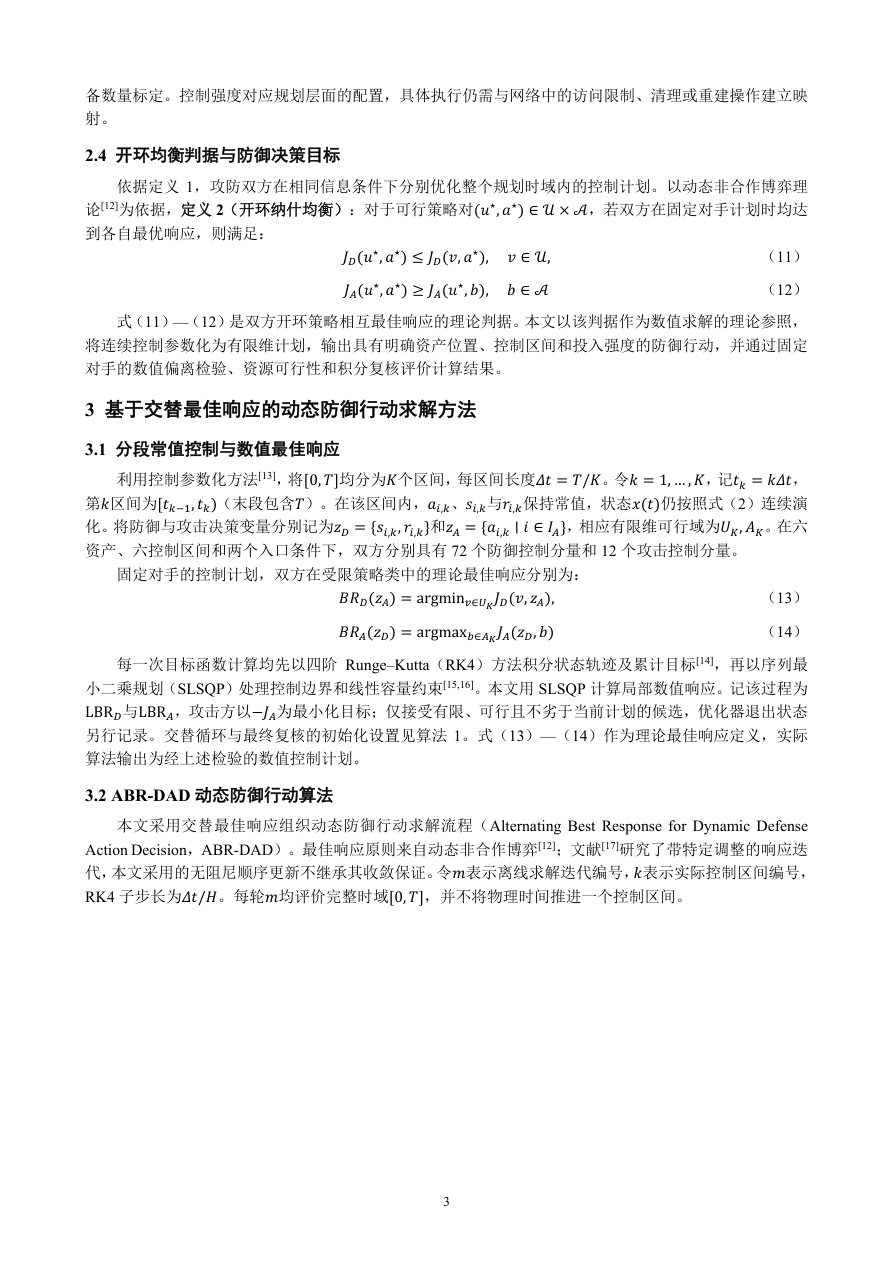 备数量标定。控制强度对应规划层面的配置，具体执行仍需与网络中的访问限制、清理或重建操作建立映
射。
2.4 开环均衡判据与防御决策目标
依据定义 1，攻防双方在相同信息条件下分别优化整个规划时域内的控制计划。以动态非合作博弈理
论[12]为依据，定义 2（开环纳什均衡）：对于可行策略对(𝑢⋆, 𝑎⋆) ∈ 𝒰 × 𝒜，若双方在固定对手计划时均达
到各自最优响应，则满足：
𝐽𝐷(𝑢⋆, 𝑎⋆) ≤ 𝐽𝐷(𝑣, 𝑎⋆), 𝑣 ∈ 𝒰, （11）
𝐽𝐴(𝑢⋆, 𝑎⋆) ≥ 𝐽𝐴(𝑢⋆, 𝑏), 𝑏 ∈ 𝒜 （12）
式（11）—（12）是双方开环策略相互最佳响应的理论判据。本文以该判据作为数值求解的理论参照，
将连续控制参数化为有限维计划，输出具有明确资产位置、控制区间和投入强度的防御行动，并通过固定
对手的数值偏离检验、资源可行性和积分复核评价计算结果。
3 基于交替最佳响应的动态防御行动求解方法
3.1 分段常值控制与数值最佳响应
利用控制参数化方法[13]，将[0, 𝑇]均分为𝐾个区间，每区间长度𝛥𝑡 = 𝑇/𝐾。令𝑘 = 1, … , 𝐾，记𝑡𝑘 = 𝑘𝛥𝑡，
第𝑘区间为[𝑡𝑘−1, 𝑡𝑘)（末段包含𝑇）。在该区间内，𝑎𝑖,𝑘、𝑠𝑖,𝑘与𝑟𝑖,𝑘保持常值，状态𝑥(𝑡)仍按照式（2）连续演
化。将防御与攻击决策变量分别记为𝑧𝐷 = {𝑠𝑖,𝑘, 𝑟𝑖,𝑘}和𝑧𝐴 = {𝑎𝑖,𝑘 ∣ 𝑖 ∈ 𝐼𝐴}，相应有限维可行域为𝑈𝐾, 𝐴𝐾。在六
资产、六控制区间和两个入口条件下，双方分别具有 72 个防御控制分量和 12 个攻击控制分量。
固定对手的控制计划，双方在受限策略类中的理论最佳响应分别为：
𝐵𝑅𝐷(𝑧𝐴) = argmin𝑣∈𝑈𝐾𝐽𝐷(𝑣, 𝑧𝐴), （13）
𝐵𝑅𝐴(𝑧𝐷) = argmax𝑏∈𝐴𝐾𝐽𝐴(𝑧𝐷, 𝑏) （14）
每一次目标函数计算均先以四阶 Runge–Kutta（RK4）方法积分状态轨迹及累计目标[14]，再以序列最
小二乘规划（SLSQP）处理控制边界和线性容量约束[15,16]。本文用 SLSQP 计算局部数值响应。记该过程为
LBR𝐷与LBR𝐴，攻击方以−𝐽𝐴为最小化目标；仅接受有限、可行且不劣于当前计划的候选，优化器退出状态
另行记录。交替循环与最终复核的初始化设置见算法 1。式（13）—（14）作为理论最佳响应定义，实际
算法输出为经上述检验的数值控制计划。
3.2 ABR-DAD 动态防御行动算法
本文采用交替最佳响应组织动态防御行动求解流程（Alternating Best Response for Dynamic Defense
Action Decision，ABR-DAD）。最佳响应原则来自动态非合作博弈[12]；文献[17]研究了带特定调整的响应迭
代，本文采用的无阻尼顺序更新不继承其收敛保证。令𝑚表示离线求解迭代编号，𝑘表示实际控制区间编号，
RK4 子步长为𝛥𝑡/𝐻。每轮𝑚均评价完整时域[0, 𝑇]，并不将物理时间推进一个控制区间。
3